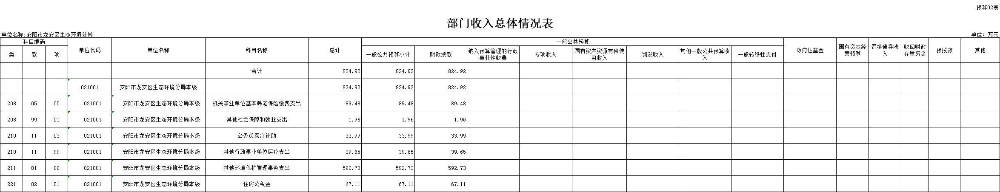 预算02表
部门收入总体情况表
单位名称:安阳市龙安区生态环境分局 单位：万元
科目编码 单位代码 单位名称 科目名称 总计 一般公共预算 政府性基金 国有资本经营预算 置换债券收入 收回财政存量资金 预拨款 其他
类 款 项 一般公共预算小计 财政拨款 纳入预算管理的行政事业性收费 专项收入 国有资产资源有偿使用收入 罚没收入 其他一般公共预算收入 一般转移性支付
合计 824.92 824.92 824.92
021001 安阳市龙安区生态环境分局本级 824.92 824.92 824.92
208 05 05 021001 安阳市龙安区生态环境分局本级 机关事业单位基本养老保险缴费支出 89.48 89.48 89.48
208 99 01 021001 安阳市龙安区生态环境分局本级 其他社会保障和就业支出 1.96 1.96 1.96
210 11 03 021001 安阳市龙安区生态环境分局本级 公务员医疗补助 33.99 33.99 33.99
210 11 99 021001 安阳市龙安区生态环境分局本级 其他行政事业单位医疗支出 39.65 39.65 39.65
211 01 99 021001 安阳市龙安区生态环境分局本级 其他环境保护管理事务支出 592.73 592.73 592.73
221 02 01 021001 安阳市龙安区生态环境分局本级 住房公积金 67.11 67.11 67.11